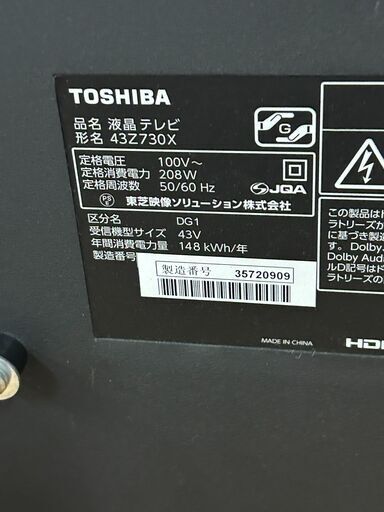 TOSHIBA
品名 液晶テレビ
形名 43Z730X
G
定格電圧 100V～
定格消費電力 208W
定格周波数 50/60 Hz
JQA
PS
E
東芝映像ソリューション株式会社
区分名 DG1
受信機型サイズ 43V
年間消費電力量 148 kWh/年
製造番号
製造番号 35720909
この製品は
ラトリーズ
に基づき製造
す。Dolby、
Dolby Aud
ルD記号はド
ラトリーズの
MADE IN CHINA
HD